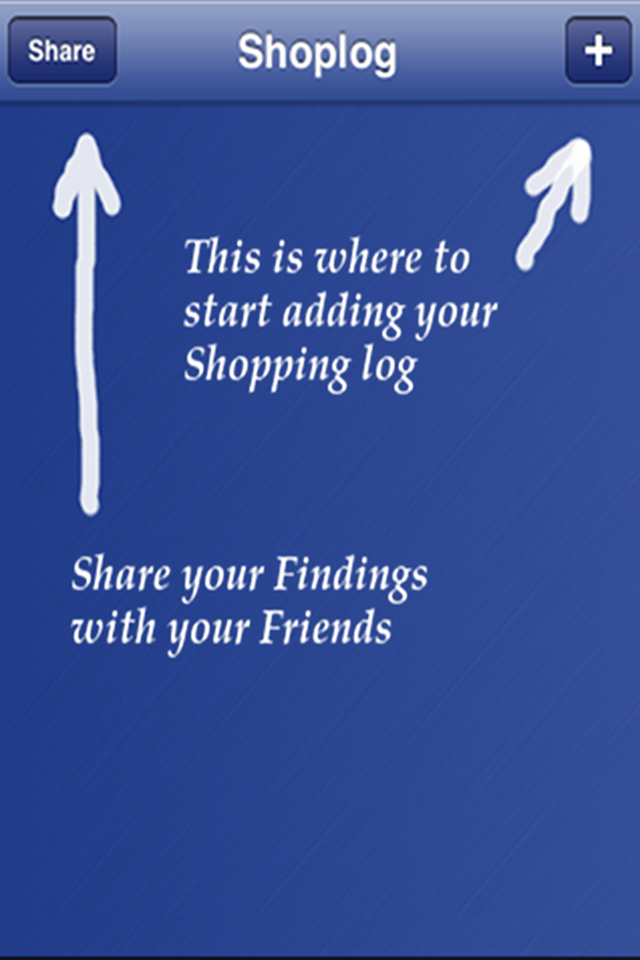 Share
Shoplog
+
This is where to
start adding your
Shopping log
Share your Findings
with your Friends